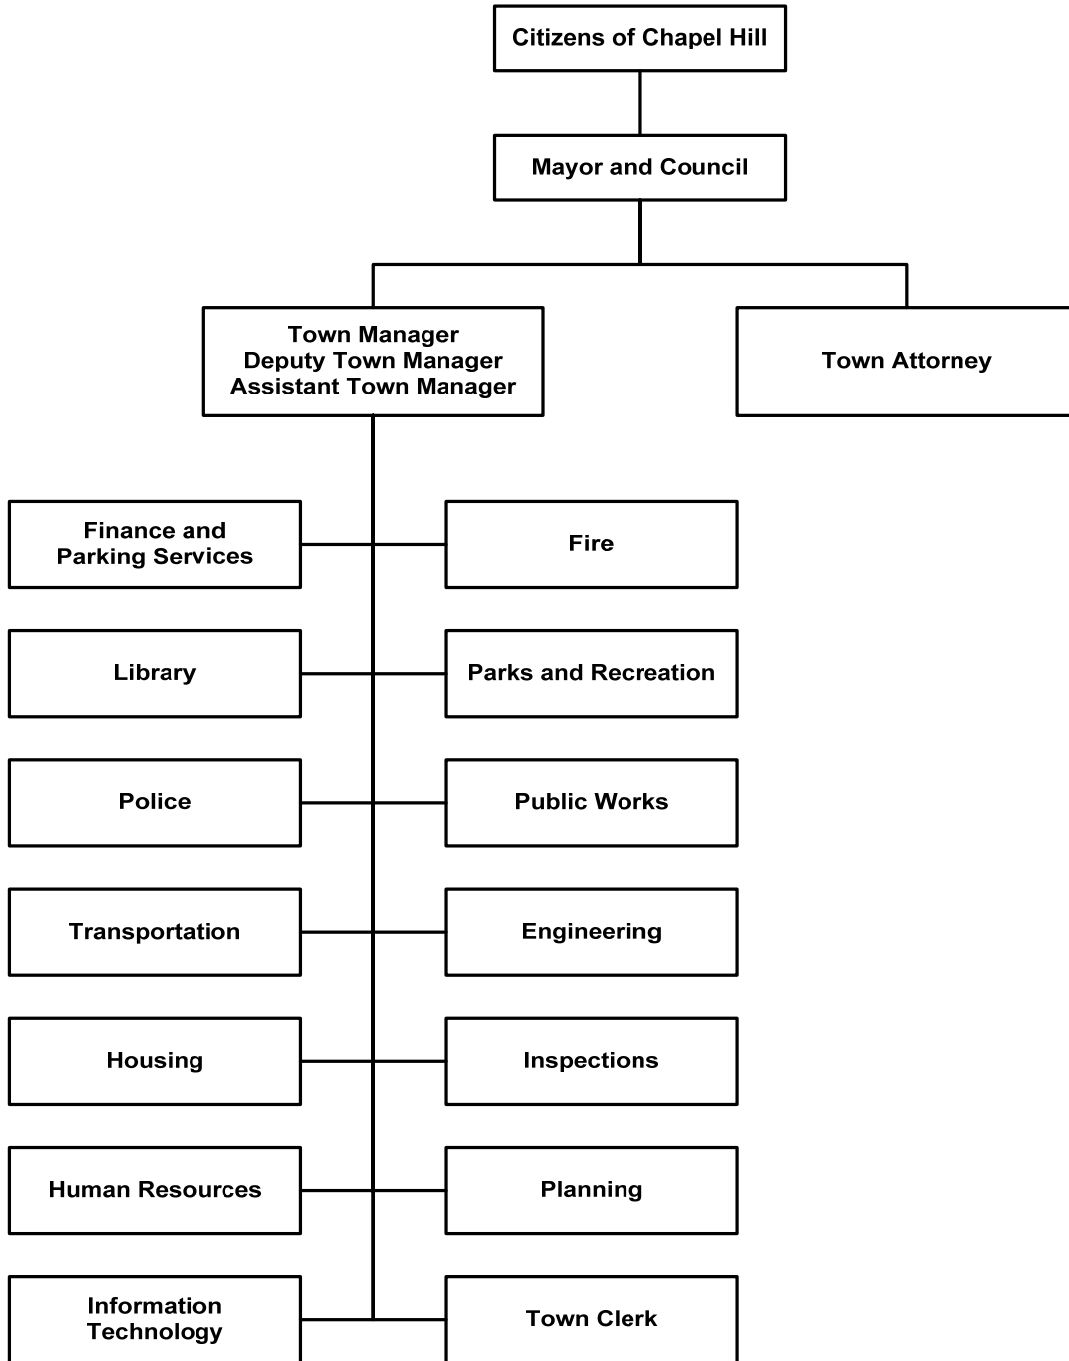 Citizens of Chapel Hill
Mayor and Council
Town Manager
Deputy Town Manager
Assistant Town Manager
Town Attorney
Finance and
Parking Services
Fire
Library
Parks and Recreation
Police
Public Works
Transportation
Engineering
Housing
Inspections
Human Resources
Planning
Information
Technology
Town Clerk